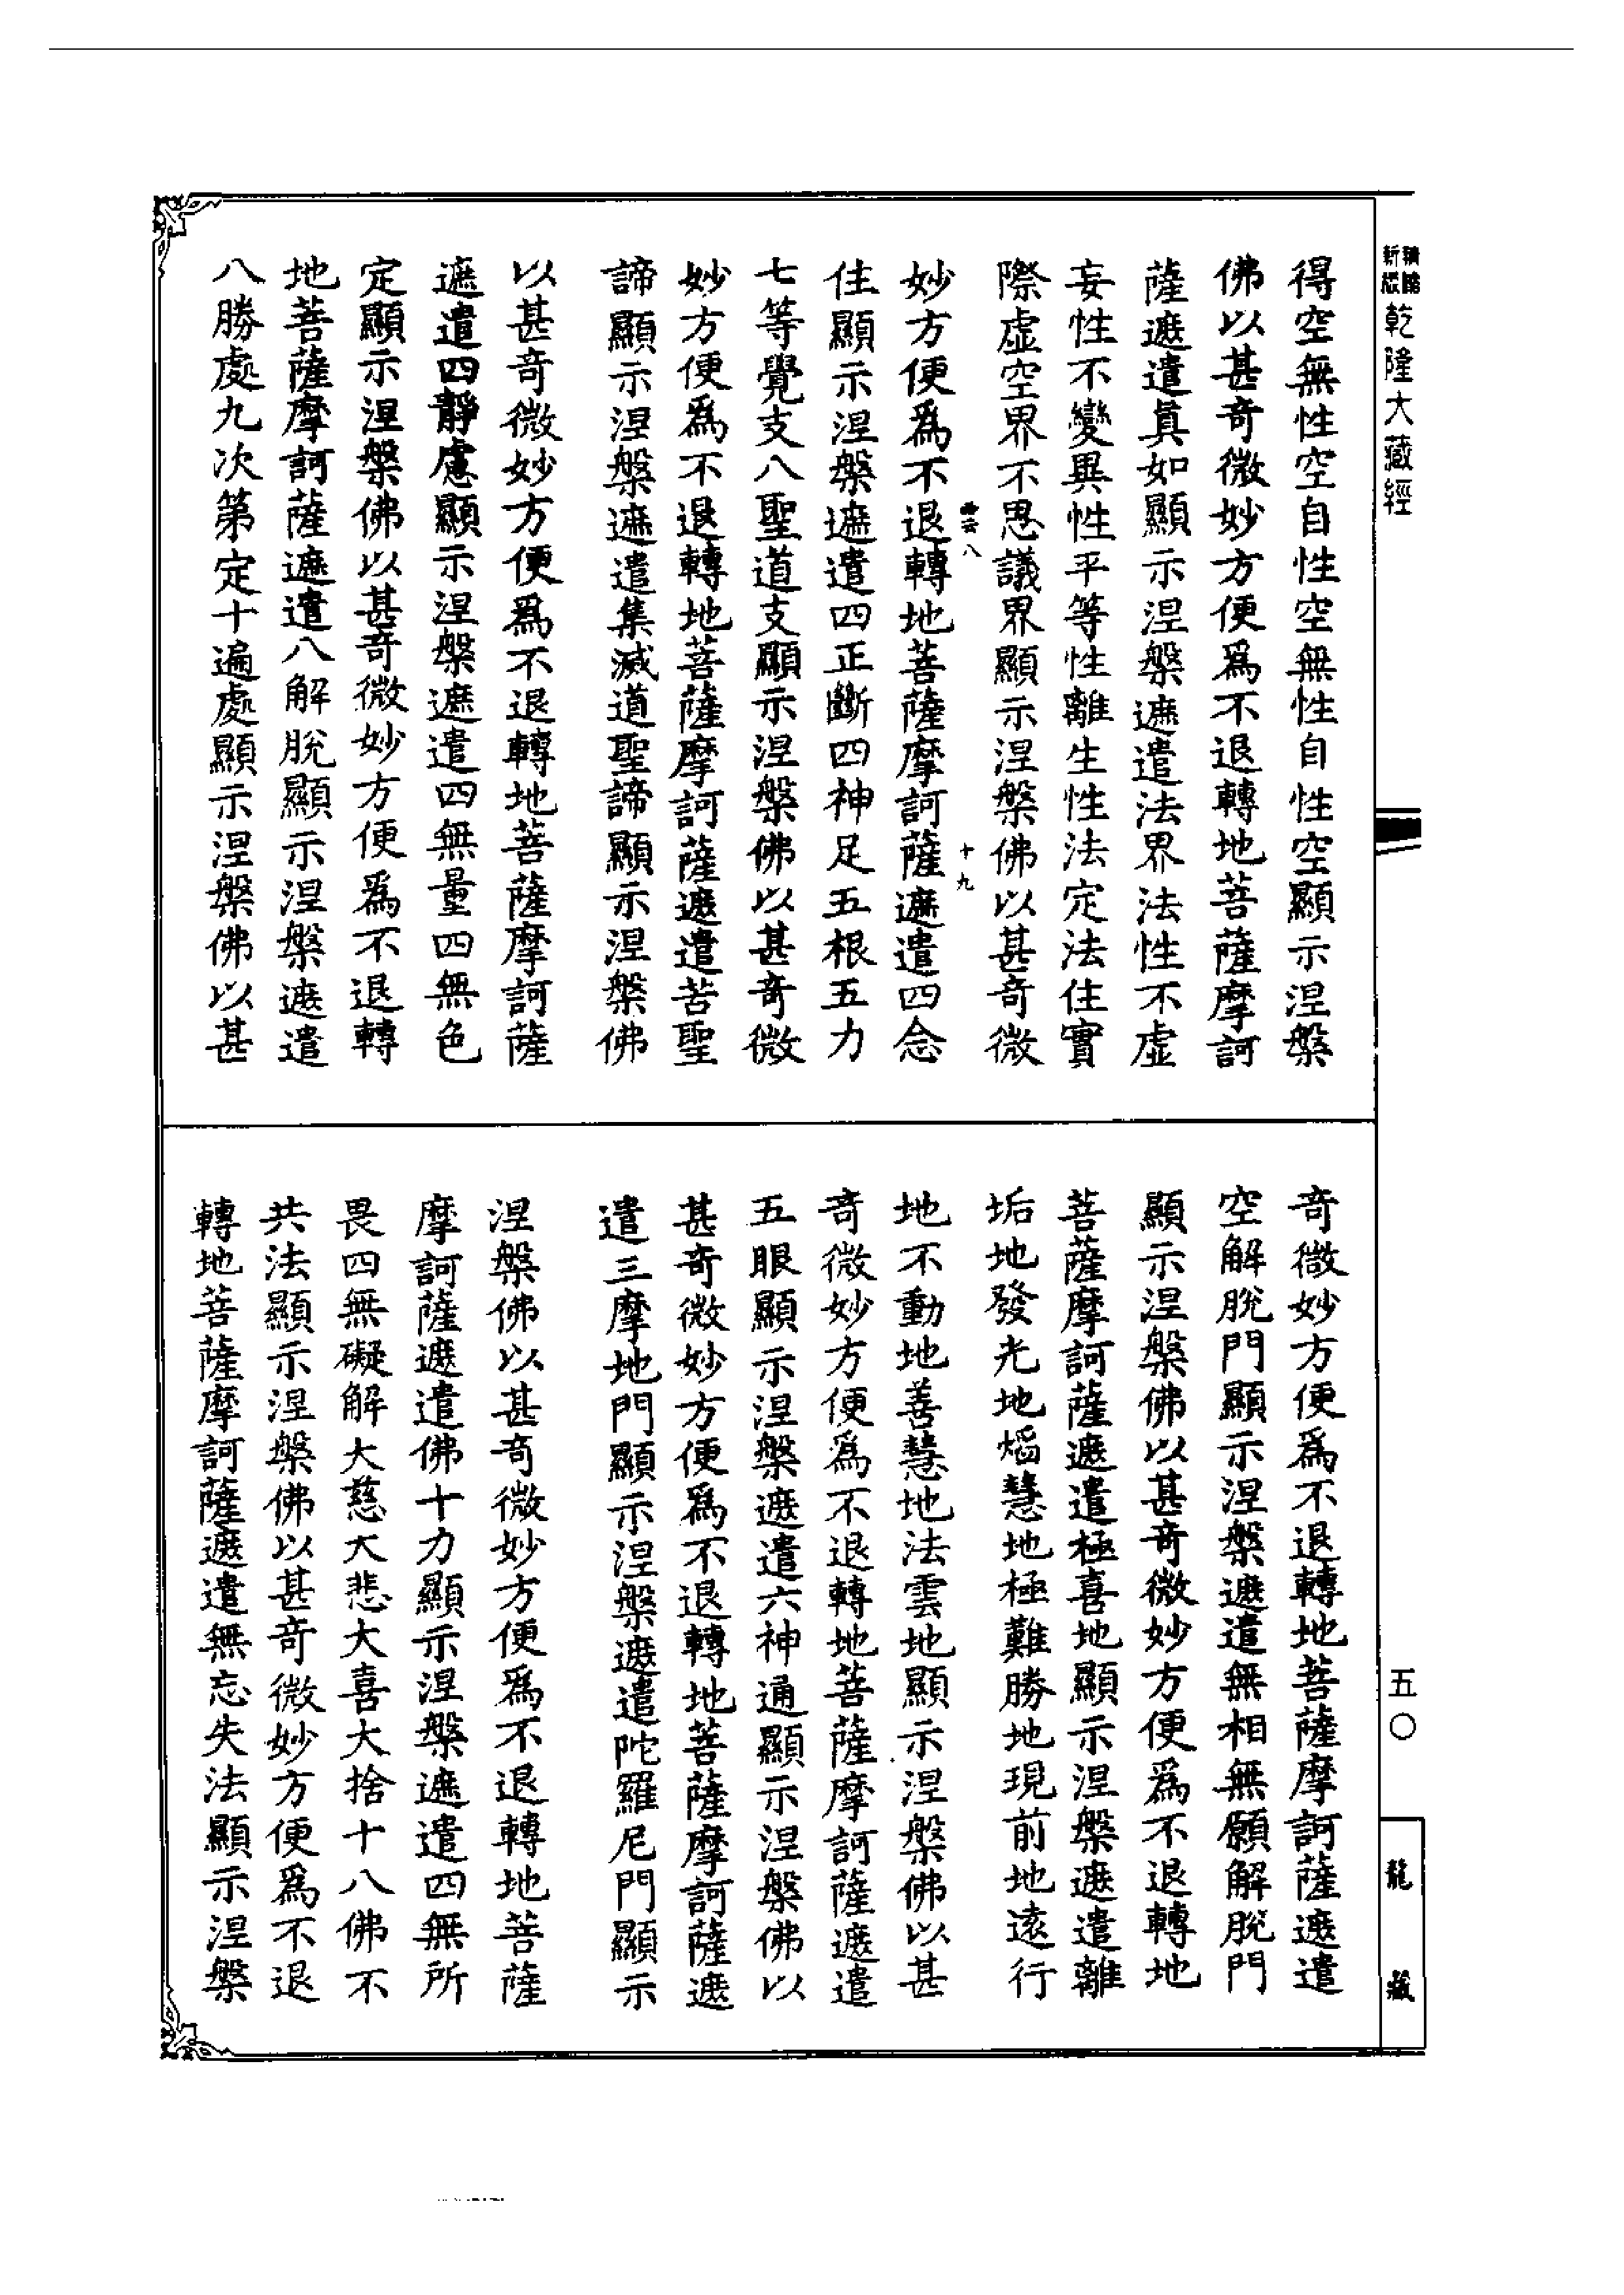 新纂縮本乾隆大藏經
得空無性空自性空無性自性空顯示涅槃
佛以甚奇微妙方便為不退轉地菩薩摩訶
薩遮遣真如顯示涅槃遮遣法界法性不虛
妄性不變異性平等性離生性法定法住實
際虛空界不思議界顯示涅槃佛以甚奇微
八 十九
妙方便為不退轉地菩薩摩訶薩遮遣四念
住顯示涅槃遮遣四正斷四神足五根五力
七等覺支八聖道支顯示涅槃佛以甚奇微
妙方便為不退轉地菩薩摩訶薩遮遣苦聖
諦顯示涅槃遮遣集滅道聖諦顯示涅槃佛
以甚奇微妙方便為不退轉地菩薩摩訶薩
遮遣四靜慮顯示涅槃遮遣四無量四無色
定顯示涅槃佛以甚奇微妙方便為不退轉
地菩薩摩訶薩遮遣八解脫顯示涅槃遮遣
八勝處九次第定十遍處顯示涅槃佛以甚
奇微妙方便為不退轉地菩薩摩訶薩遮遣
空解脫門顯示涅槃遮遣無相無願解脫門
顯示涅槃佛以甚奇微妙方便為不退轉地
菩薩摩訶薩遮遣極喜地顯示涅槃遮遣離
垢地發光地焰慧地極難勝地現前地遠行
地不動地善慧地法雲地顯示涅槃佛以甚
奇微妙方便為不退轉地菩薩摩訶薩遮遣
五眼顯示涅槃遮遣六神通顯示涅槃佛以
甚奇微妙方便為不退轉地菩薩摩訶薩遮
遣三摩地門顯示涅槃遮遣陀羅尼門顯示
涅槃佛以甚奇微妙方便為不退轉地菩薩
摩訶薩遮遣佛十力顯示涅槃遮遣四無所
畏四無礙解大慈大悲大喜大捨十八佛不
共法顯示涅槃佛以甚奇微妙方便為不退
轉地菩薩摩訶薩遮遣無忘失法顯示涅槃
五〇
龍藏